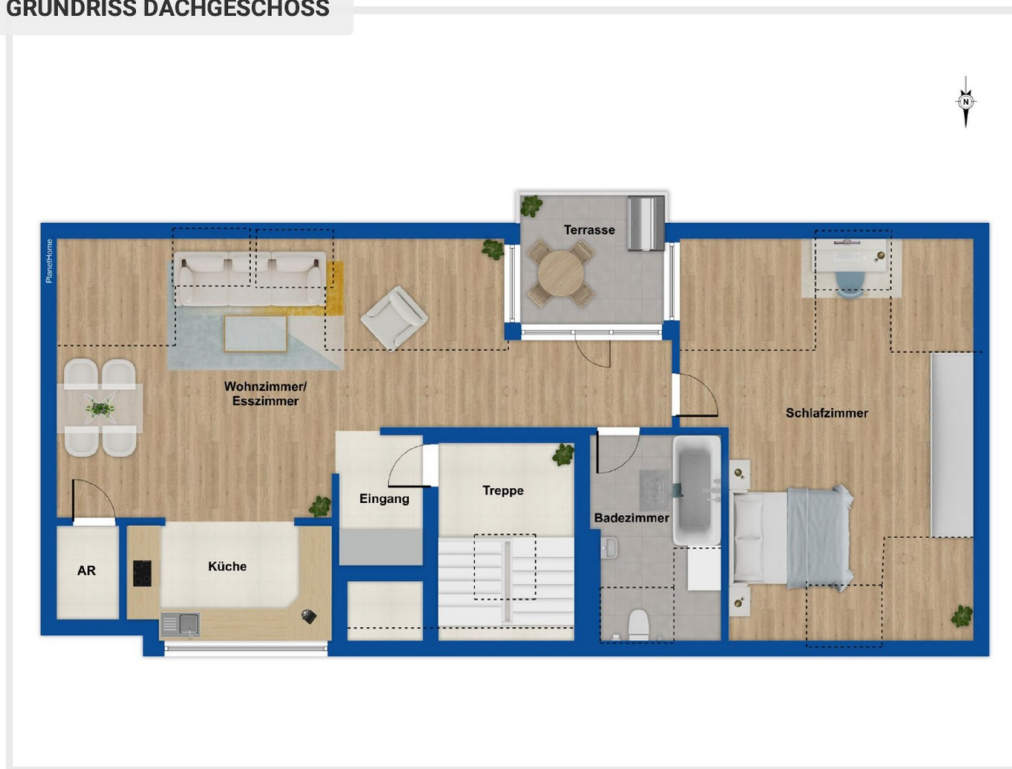 GRUNDRISS DACHGESCHOSS
N
PlanetHome
Terrasse
Wohnzimmer/
Esszimmer
Schlafzimmer
Eingang
Treppe
Badezimmer
AR
Küche